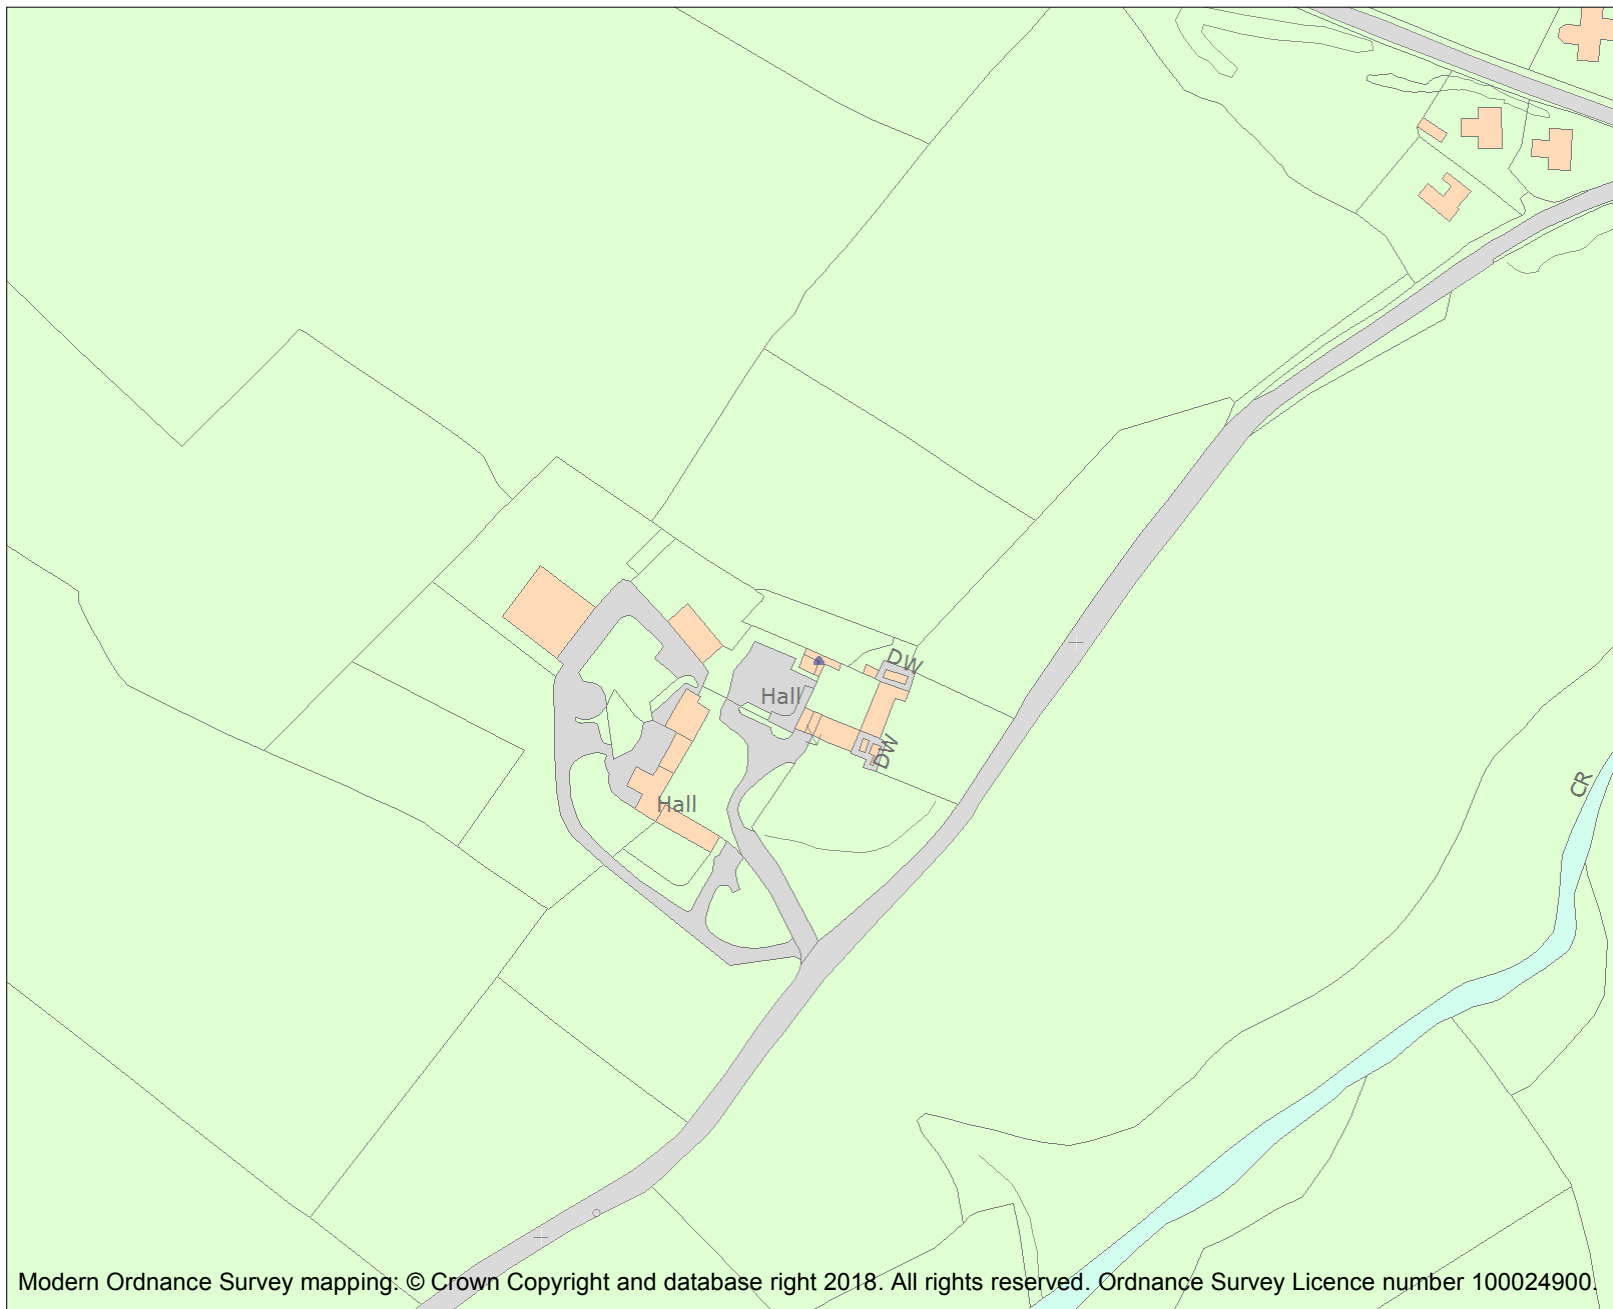 DW
Hall
DW
CR
Hall
Modern Ordnance Survey mapping: © Crown Copyright and database right 2018. All rights reserved. Ordnance Survey Licence number 100024900.